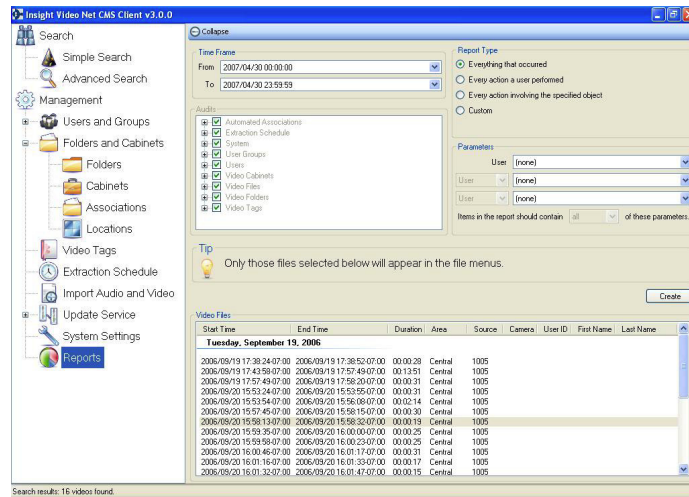 Insight Video Net CMS Client v3.0.0
Search
Simple Search
Advanced Search
Management
Users and Groups
Folders and Cabinets
Folders
Cabinets
Associations
Locations
Video Tags
Extraction Schedule
Import Audio and Video
Update Service
System Settings
Reports
Collapse
Time Frame
From 2007/04/30 00:00:00
To 2007/04/30 23:59:59
Audits
Automated Associations
Extraction Schedule
System
User Groups
Users
Video Cabinets
Video Files
Video Folders
Video Tags
Report Type
Everything that occurred
Every action a user performed
Every action involving the specified object
Custom
Parameters
User (none)
User (none)
User (none)
Items in the report should contain all of these parameters.
Tip
Only those files selected below will appear in the file menus.
Create
Video Files
Start Time End Time Duration Area Source Camera User ID First Name Last Name
Tuesday, September 19, 2006
2006/09/19 17:38:24-07:00 2006/09/19 17:38:52-07:00 00:00:28 Central 1005
2006/09/19 17:43:58-07:00 2006/09/19 17:57:49-07:00 00:13:51 Central 1005
2006/09/19 17:57:49-07:00 2006/09/19 17:58:20-07:00 00:00:31 Central 1005
2006/09/20 15:53:24-07:00 2006/09/20 15:53:55-07:00 00:00:31 Central 1005
2006/09/20 15:53:54-07:00 2006/09/20 15:56:08-07:00 00:02:14 Central 1005
2006/09/20 15:57:45-07:00 2006/09/20 15:58:15-07:00 00:00:30 Central 1005
2006/09/20 15:58:13-07:00 2006/09/20 15:58:32-07:00 00:00:19 Central 1005
2006/09/20 15:59:35-07:00 2006/09/20 16:00:00-07:00 00:00:25 Central 1005
2006/09/20 15:59:58-07:00 2006/09/20 16:00:23-07:00 00:00:25 Central 1005
2006/09/20 16:00:46-07:00 2006/09/20 16:01:17-07:00 00:00:31 Central 1005
2006/09/20 16:01:16-07:00 2006/09/20 16:01:33-07:00 00:00:17 Central 1005
2006/09/20 16:01:32-07:00 2006/09/20 16:01:47-07:00 00:00:15 Central 1005
Search results: 16 videos found.